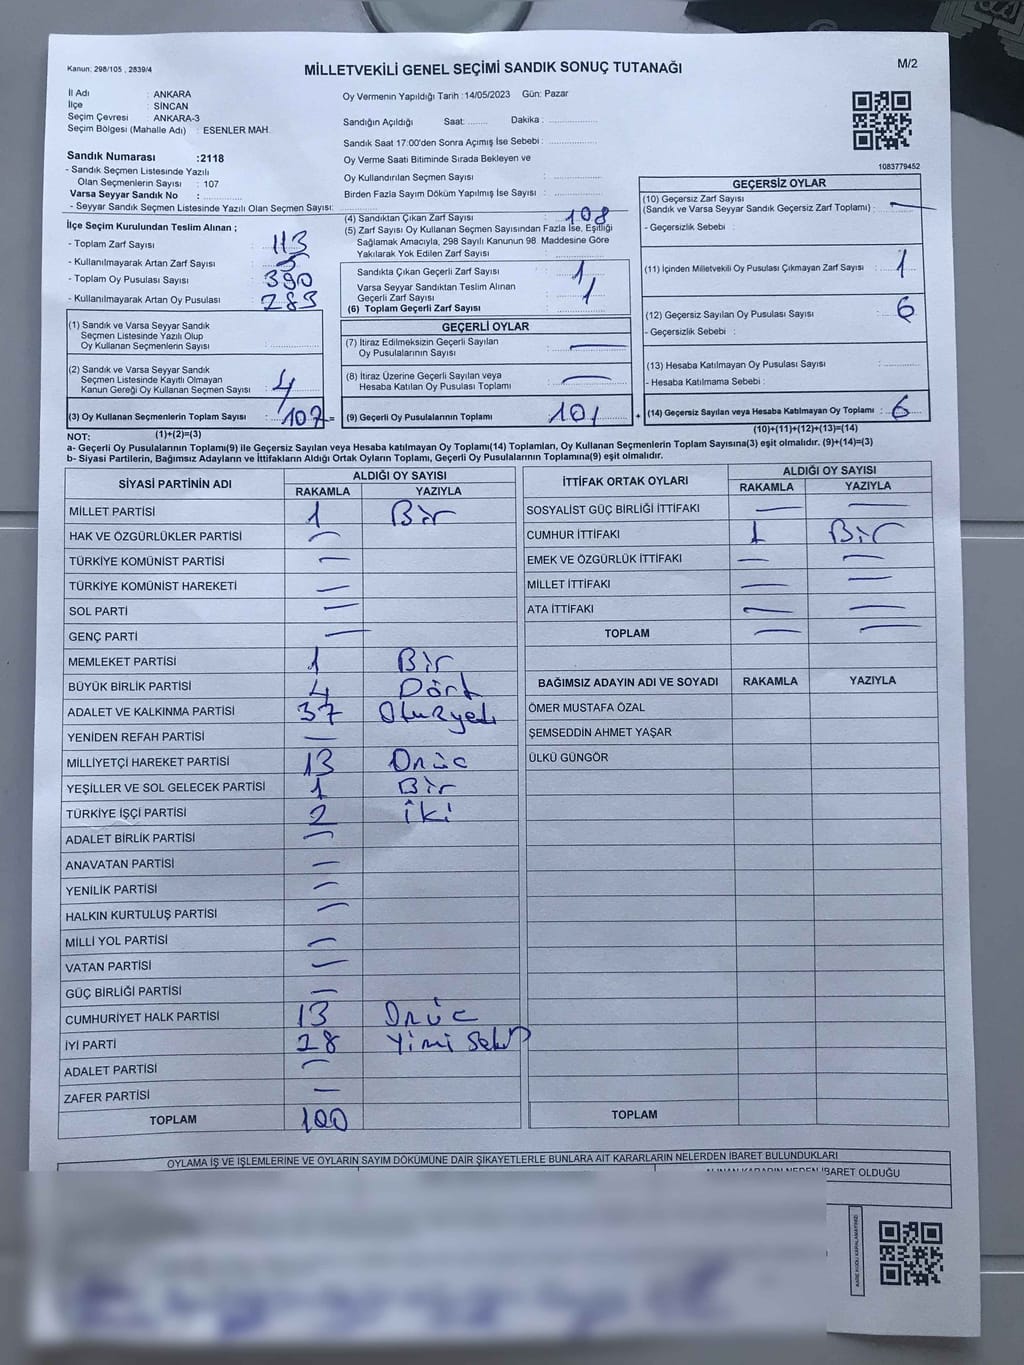 Kanun: 298/105 , 2839/4
MİLLETVEKİLİ GENEL SEÇİMİ SANDIK SONUÇ TUTANAĞI
M/2
İl Adı : ANKARA
İlçe : SİNCAN
Seçim Çevresi : ANKARA-3
Seçim Bölgesi (Mahalle Adı) : ESENLER MAH.
Oy Vermenin Yapıldığı Tarih :14/05/2023 Gün: Pazar
Sandığın Açıldığı Saat: ........ Dakika : ................
Sandık Saat 17:00'den Sonra Açımış İse Sebebi : ................
Oy Verme Saati Bitiminde Sırada Bekleyen ve
Oy Kullandırılan Seçmen Sayısı : ................
Birden Fazla Sayım Döküm Yapılmış İse Sayısı : ................
1083779452
Sandık Numarası :2118
- Sandık Seçmen Listesinde Yazılı
Olan Seçmenlerin Sayısı : 107
Varsa Seyyar Sandık No : ................
- Seyyar Sandık Seçmen Listesinde Yazılı Olan Seçmen Sayısı: ................
İlçe Seçim Kurulundan Teslim Alınan ;
- Toplam Zarf Sayısı : 113
- Kullanılmayarak Artan Zarf Sayısı : 5
- Toplam Oy Pusulası Sayısı : 390
- Kullanılmayarak Artan Oy Pusulası : 283
(1) Sandık ve Varsa Seyyar Sandık
Seçmen Listesinde Yazılı Olup
Oy Kullanan Seçmenlerin Sayısı : ................
(2) Sandık ve Varsa Seyyar Sandık
Seçmen Listesinde Kayıtlı Olmayan
Kanun Gereği Oy Kullanan Seçmen Sayısı : 4
(3) Oy Kullanan Seçmenlerin Toplam Sayısı : 107 =
(1)+(2)=(3)
(4) Sandıktan Çıkan Zarf Sayısı : 108
(5) Zarf Sayısı Oy Kullanan Seçmen Sayısından Fazla İse, Eşitliği
Sağlamak Amacıyla, 298 Sayılı Kanunun 98 Maddesine Göre
Yakılarak Yok Edilen Zarf Sayısı : ................
Sandıkta Çıkan Geçerli Zarf Sayısı : 1
Varsa Seyyar Sandıktan Teslim Alınan
Geçerli Zarf Sayısı : 1
(6) Toplam Geçerli Zarf Sayısı : ................
GEÇERLİ OYLAR
(7) İtiraz Edilmeksizin Geçerli Sayılan
Oy Pusulalarının Sayısı : —
(8) İtiraz Üzerine Geçerli Sayılan veya
Hesaba Katılan Oy Pusulası Toplamı : —
(9) Geçerli Oy Pusulalarının Toplamı : 101 +
GEÇERSİZ OYLAR
(10) Geçersiz Zarf Sayısı
(Sandık ve Varsa Seyyar Sandık Geçersiz Zarf Toplamı) : —
- Geçersizlik Sebebi :
(11) İçinden Milletvekili Oy Pusulası Çıkmayan Zarf Sayısı : 1
(12) Geçersiz Sayılan Oy Pusulası Sayısı : 6
- Geçersizlik Sebebi :
(13) Hesaba Katılmayan Oy Pusulası Sayısı : ................
- Hesaba Katılmama Sebebi :
(14) Geçersiz Sayılan veya Hesaba Katılmayan Oy Toplamı : 6
(10)+(11)+(12)+(13)=(14)
NOT:
a- Geçerli Oy Pusulalarının Toplamı(9) ile Geçersiz Sayılan veya Hesaba katılmayan Oy Toplamı(14) Toplamları, Oy Kullanan Seçmenlerin Toplam Sayısına(3) eşit olmalıdır. (9)+(14)=(3)
b- Siyasi Partilerin, Bağımsız Adayların ve İttifakların Aldığı Ortak Oyların Toplamı, Geçerli Oy Pusulalarının Toplamına(9) eşit olmalıdır.
SİYASİ PARTİNİN ADI ALDIĞI OY SAYISI
RAKAMLA YAZIYLA
MİLLET PARTİSİ 1 Bir
HAK VE ÖZGÜRLÜKLER PARTİSİ —
TÜRKİYE KOMÜNİST PARTİSİ —
TÜRKİYE KOMÜNİST HAREKETİ —
SOL PARTİ —
GENÇ PARTİ —
MEMLEKET PARTİSİ 1 Bir
BÜYÜK BİRLİK PARTİSİ 4 Dört
ADALET VE KALKINMA PARTİSİ 37 Otuzyedi
YENİDEN REFAH PARTİSİ —
MİLLİYETÇİ HAREKET PARTİSİ 13 Onüc
YEŞİLLER VE SOL GELECEK PARTİSİ 1 Bir
TÜRKİYE İŞÇİ PARTİSİ 2 iki
ADALET BİRLİK PARTİSİ —
ANAVATAN PARTİSİ —
YENİLİK PARTİSİ —
HALKIN KURTULUŞ PARTİSİ —
MİLLİ YOL PARTİSİ —
VATAN PARTİSİ —
GÜÇ BİRLİĞİ PARTİSİ —
CUMHURİYET HALK PARTİSİ 13 Onüc
İYİ PARTİ 28 Yimi
ADALET PARTİSİ —
ZAFER PARTİSİ —
TOPLAM 100
İTTİFAK ORTAK OYLARI ALDIĞI OY SAYISI
RAKAMLA YAZIYLA
SOSYALİST GÜÇ BİRLİĞİ İTTİFAKI — —
CUMHUR İTTİFAKI 1 Bir
EMEK VE ÖZGÜRLÜK İTTİFAKI — —
MİLLET İTTİFAKI — —
ATA İTTİFAKI — —
TOPLAM — —
BAĞIMSIZ ADAYIN ADI VE SOYADI RAKAMLA YAZIYLA
ÖMER MUSTAFA ÖZAL
ŞEMSEDDİN AHMET YAŞAR
ÜLKÜ GÜNGÖR
TOPLAM
OYLAMA İŞ VE İŞLEMLERİNE VE OYLARIN SAYIM DÖKÜMÜNE DAİR ŞİKAYETLERLE BUNLARA AİT KARARLARIN NELERDEN İBARET BULUNDUKLARI
ALINAN KARARIN NEDEN İBARET OLDUĞU